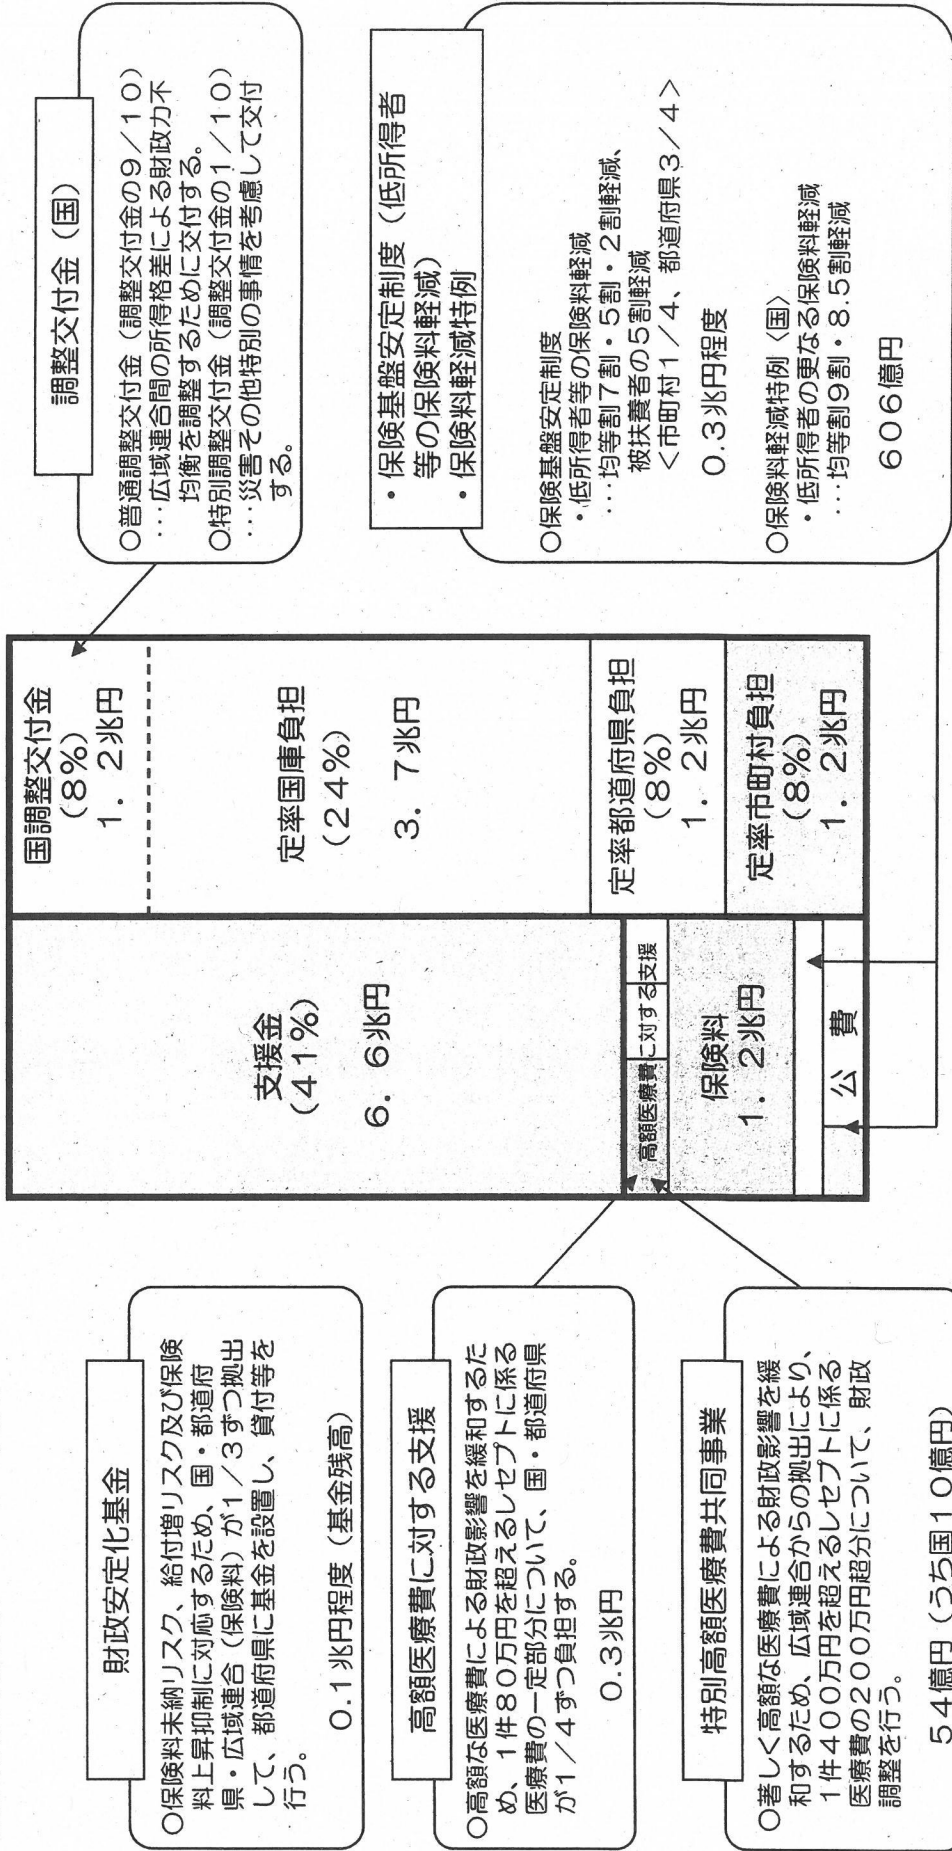 財政安定化基金
○保険料未納リスク、給付増リスク及び保険
料上昇抑制に対応するため、国・都道府
県・広域連合（保険料）が１／３ずつ拠出
して、都道府県に基金を設置し、貸付等を
行う。
０.１兆円程度（基金残高）
高額医療費に対する支援
○高額な医療費による財政影響を緩和するた
め、１件８０万円を超えるレセプトに係る
医療費の一定部分について、国・都道府県
が１／４ずつ負担する。
０.３兆円
特別高額医療費共同事業
○著しく高額な医療費による財政影響を緩
和するため、広域連合からの拠出により、
１件４００万円を超えるレセプトに係る
医療費の２００万円超分について、財政
調整を行う。
５４億円（うち国１０億円）
支援金
（４１％）
６．６兆円
高額医療費に対する支援
保険料
１．２兆円
公 費
国調整交付金
（８％）
１．２兆円
定率国庫負担
（２４％）
３．７兆円
定率都道府県負担
（８％）
１．２兆円
定率市町村負担
（８％）
１．２兆円
調整交付金（国）
○普通調整交付金（調整交付金の９／１０）
…広域連合間の所得格差による財政力不
均衡を調整するために交付する。
○特別調整交付金（調整交付金の１／１０）
…災害その他特別の事情を考慮して交付
する。
・保険基盤安定制度（低所得者
等の保険料軽減）
・保険料軽減特例
○保険基盤安定制度
・低所得者等の保険料軽減
…均等割７割・５割・２割軽減、
被扶養者の５割軽減
＜市町村１／４、都道府県３／４＞
０.３兆円程度
○保険料軽減特例〈国〉
・低所得者の更なる保険料軽減
…均等割９割・８.５割軽減
６０６億円